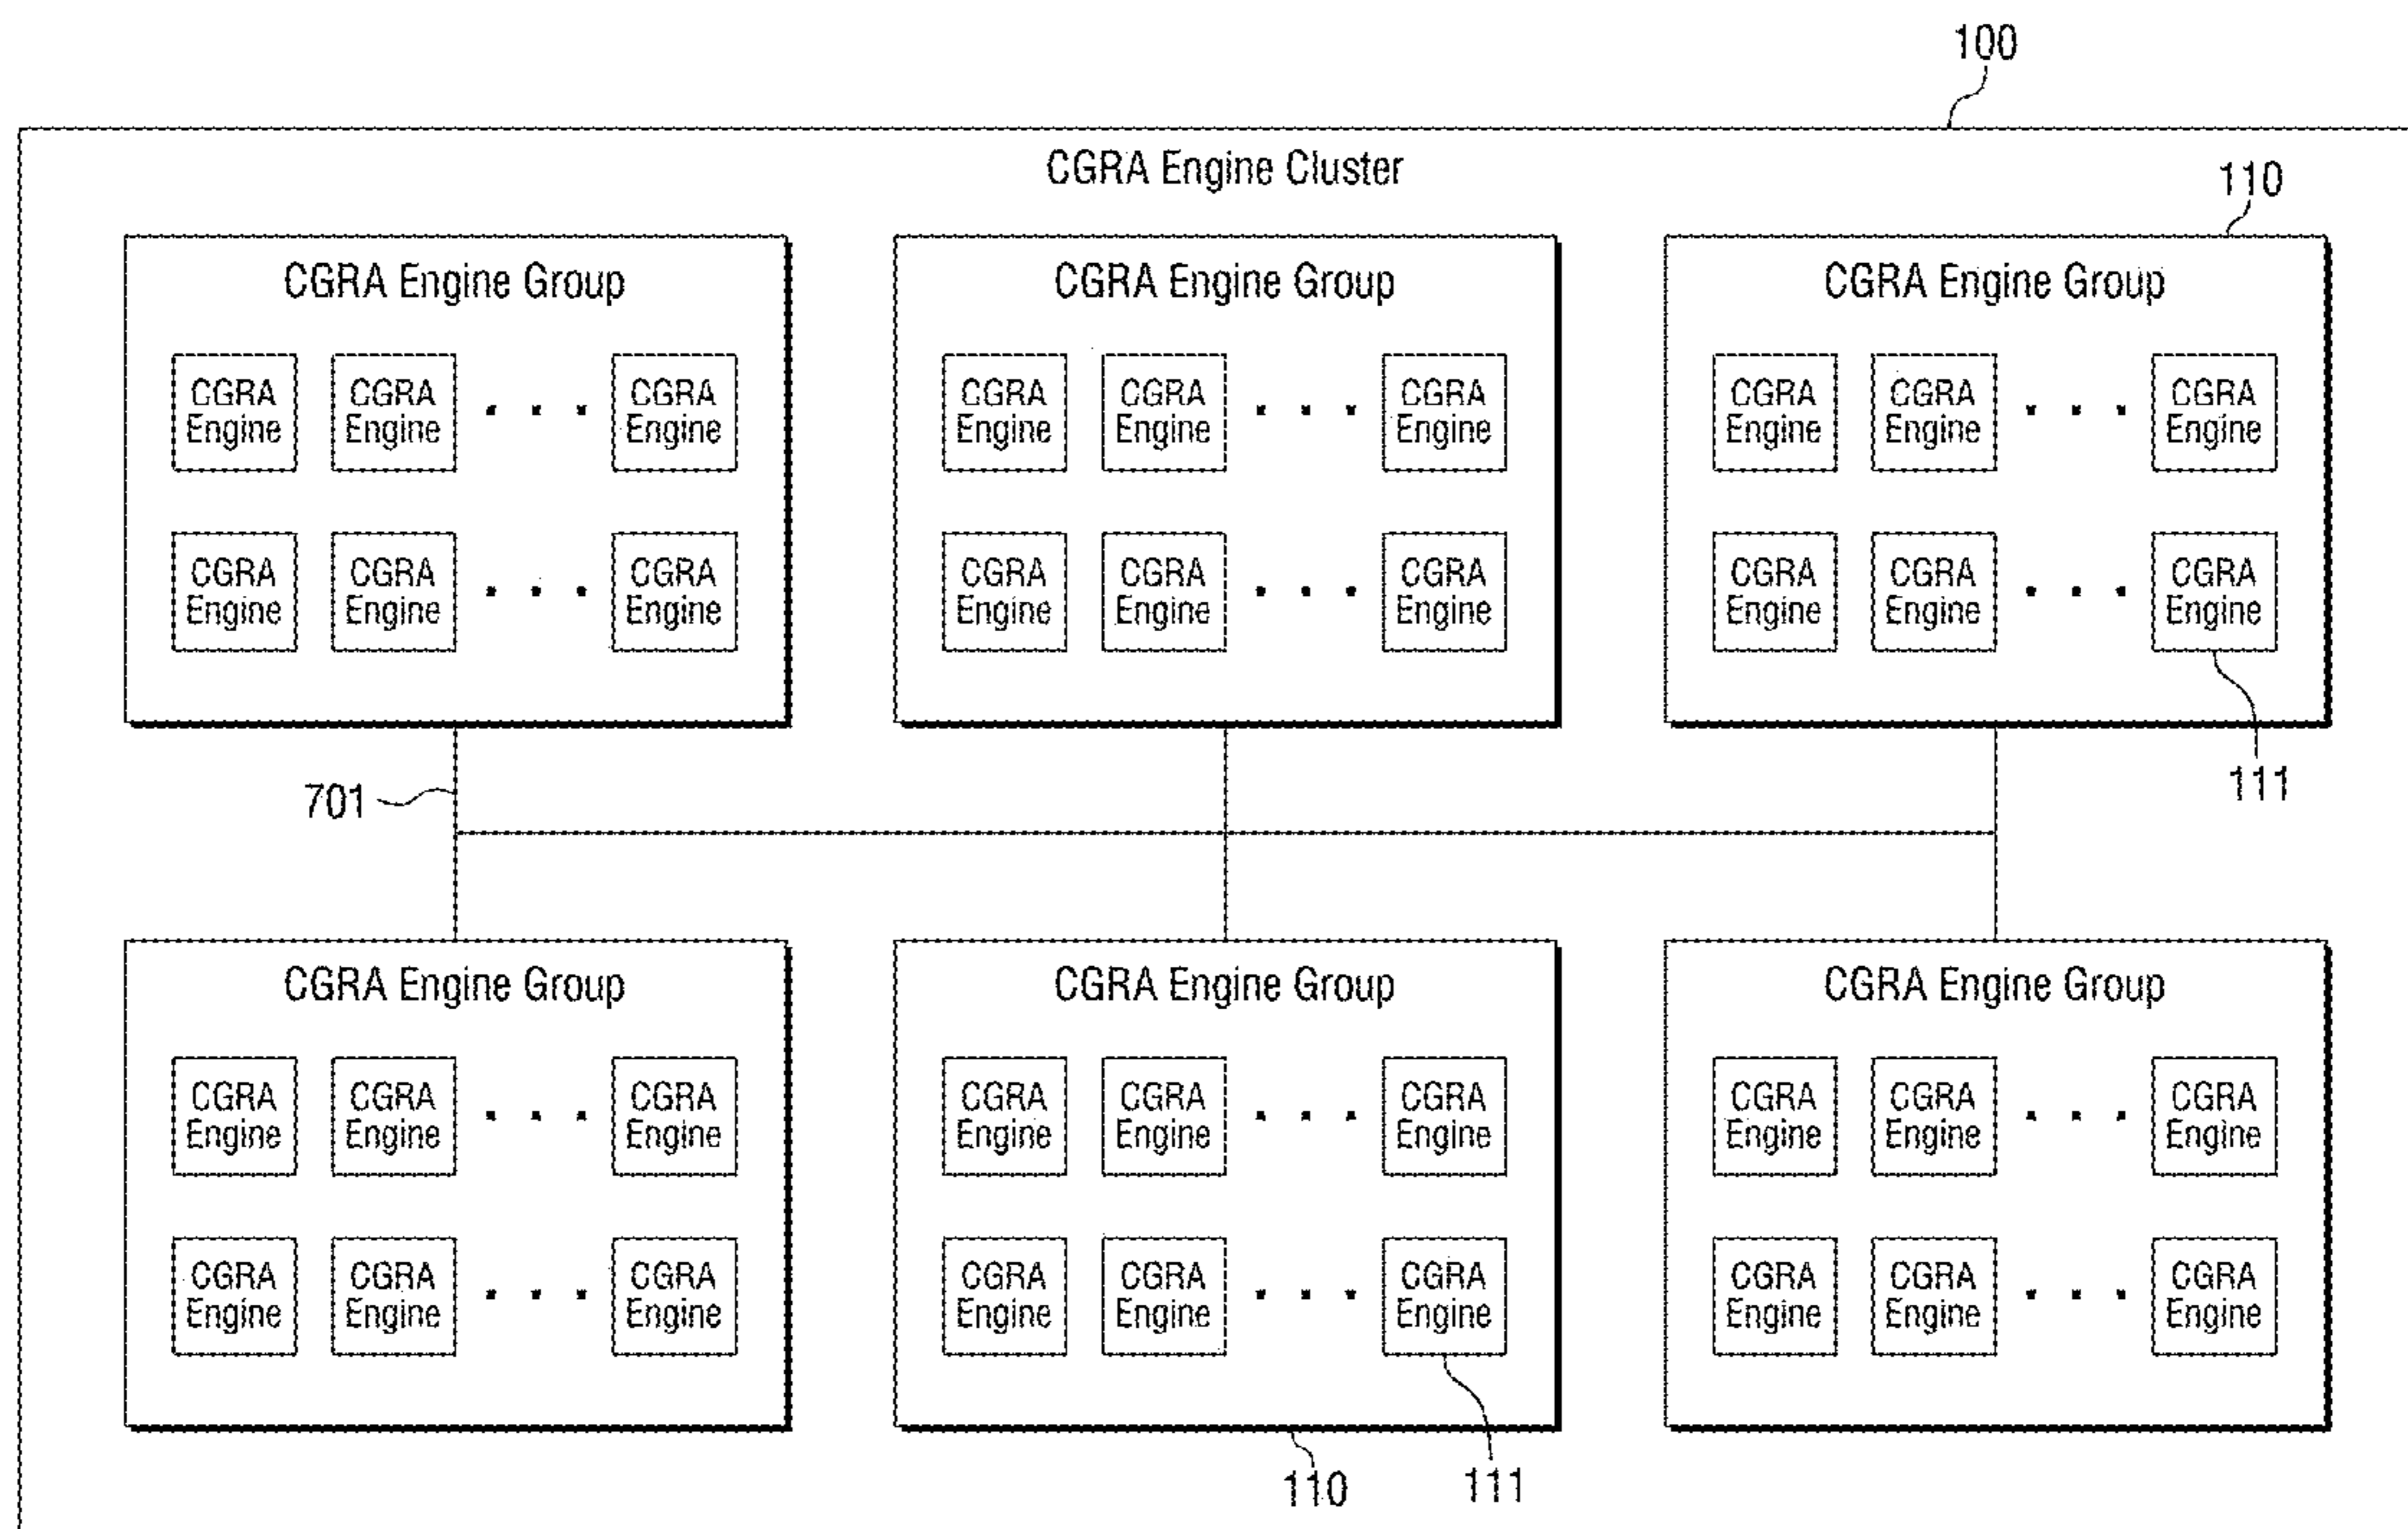 100
CGRA Engine Cluster
110
CGRA Engine Group CGRA Engine Group CGRA Engine Group
CGRA CGRA CGRA CGRA CGRA CGRA CGRA CGRA CGRA
Engine Engine . . . Engine Engine Engine . . . Engine Engine Engine . . . Engine
CGRA CGRA CGRA CGRA CGRA CGRA CGRA CGRA CGRA
Engine Engine . . . Engine Engine Engine . . . Engine Engine Engine . . . Engine
701
111
CGRA Engine Group CGRA Engine Group CGRA Engine Group
CGRA CGRA CGRA CGRA CGRA CGRA CGRA CGRA CGRA
Engine Engine . . . Engine Engine Engine . . . Engine Engine Engine . . . Engine
CGRA CGRA CGRA CGRA CGRA CGRA CGRA CGRA CGRA
Engine Engine . . . Engine Engine Engine . . . Engine Engine Engine . . . Engine
110 111